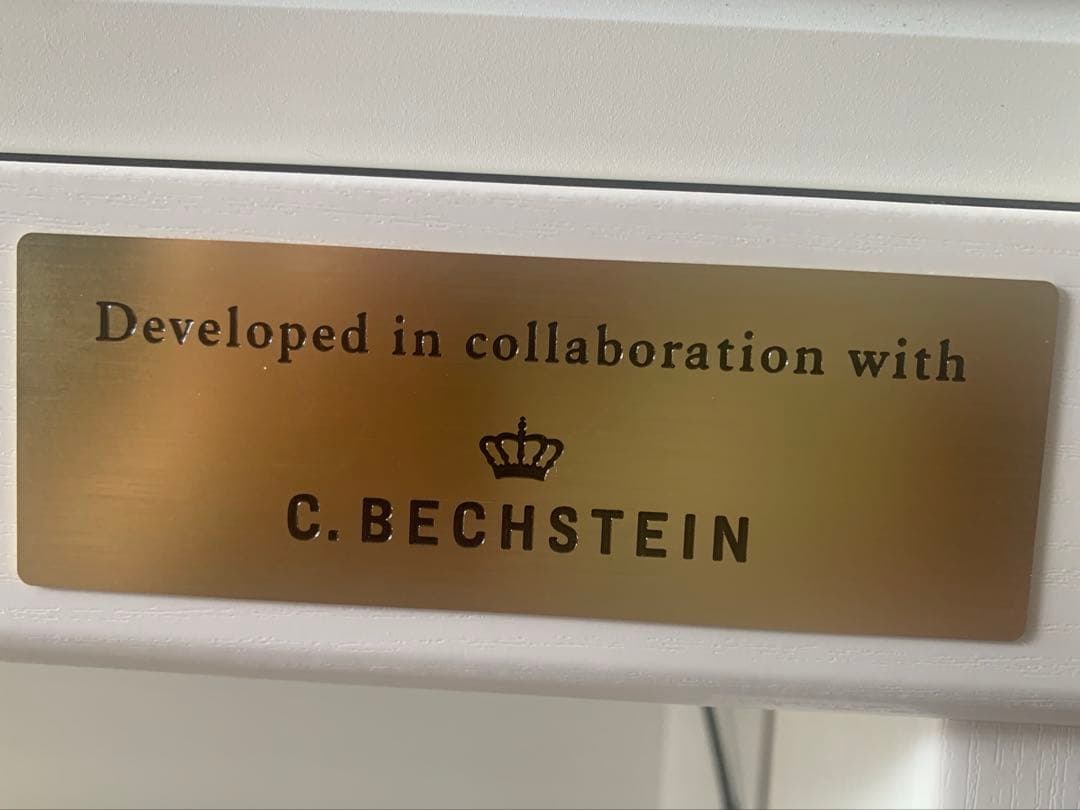 Developed in collaboration with
C. BECHSTEIN